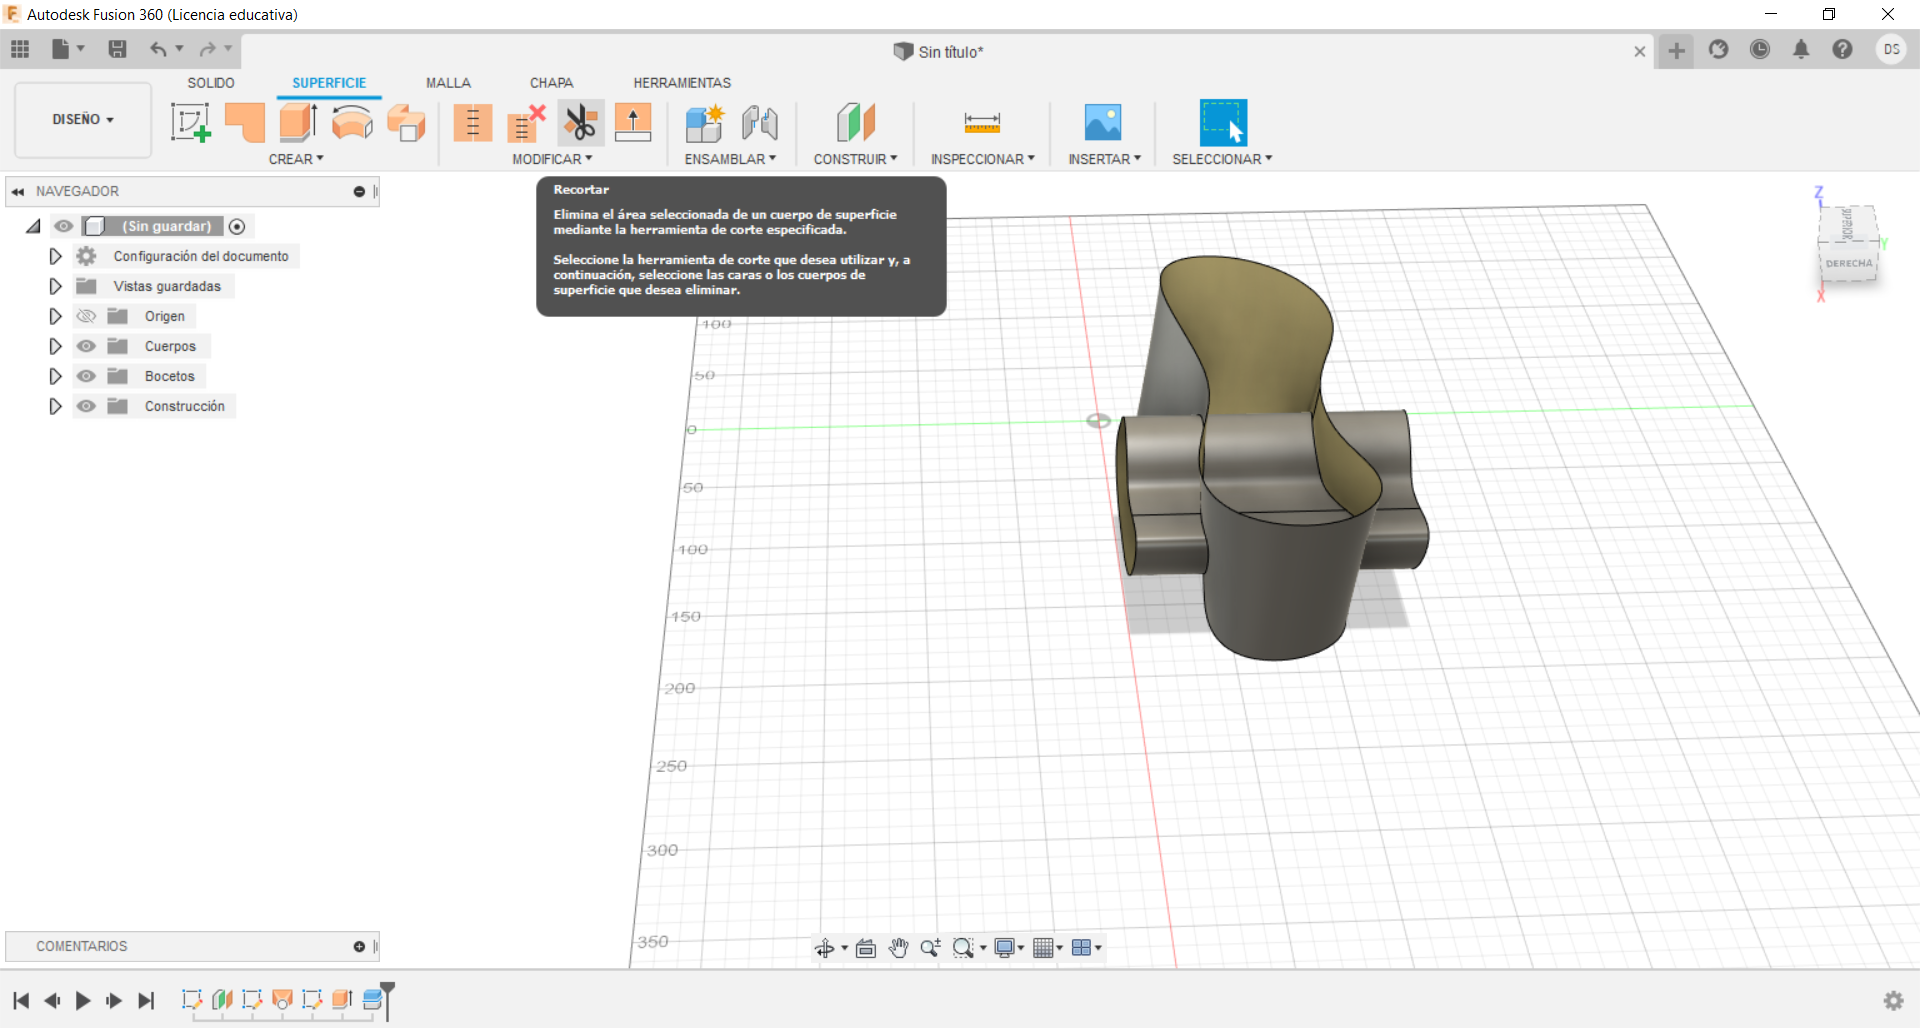 Autodesk Fusion 360 (Licencia educativa)
Sin título*
DS
SOLIDO
SUPERFICIE
MALLA
CHAPA
HERRAMIENTAS
DISEÑO
CREAR
MODIFICAR
ENSAMBLAR
CONSTRUIR
INSPECCIONAR
INSERTAR
SELECCIONAR
NAVEGADOR
(Sin guardar)
Configuración del documento
Vistas guardadas
Origen
Cuerpos
Bocetos
Construcción
Recortar
Elimina el área seleccionada de un cuerpo de superficie
mediante la herramienta de corte especificada.
Seleccione la herramienta de corte que desea utilizar y, a
continuación, seleccione las caras o los cuerpos de
superficie que desea eliminar.
Z
SUPERIOR
Y
DERECHA
X
100
50
0
50
100
150
200
250
300
350
COMENTARIOS